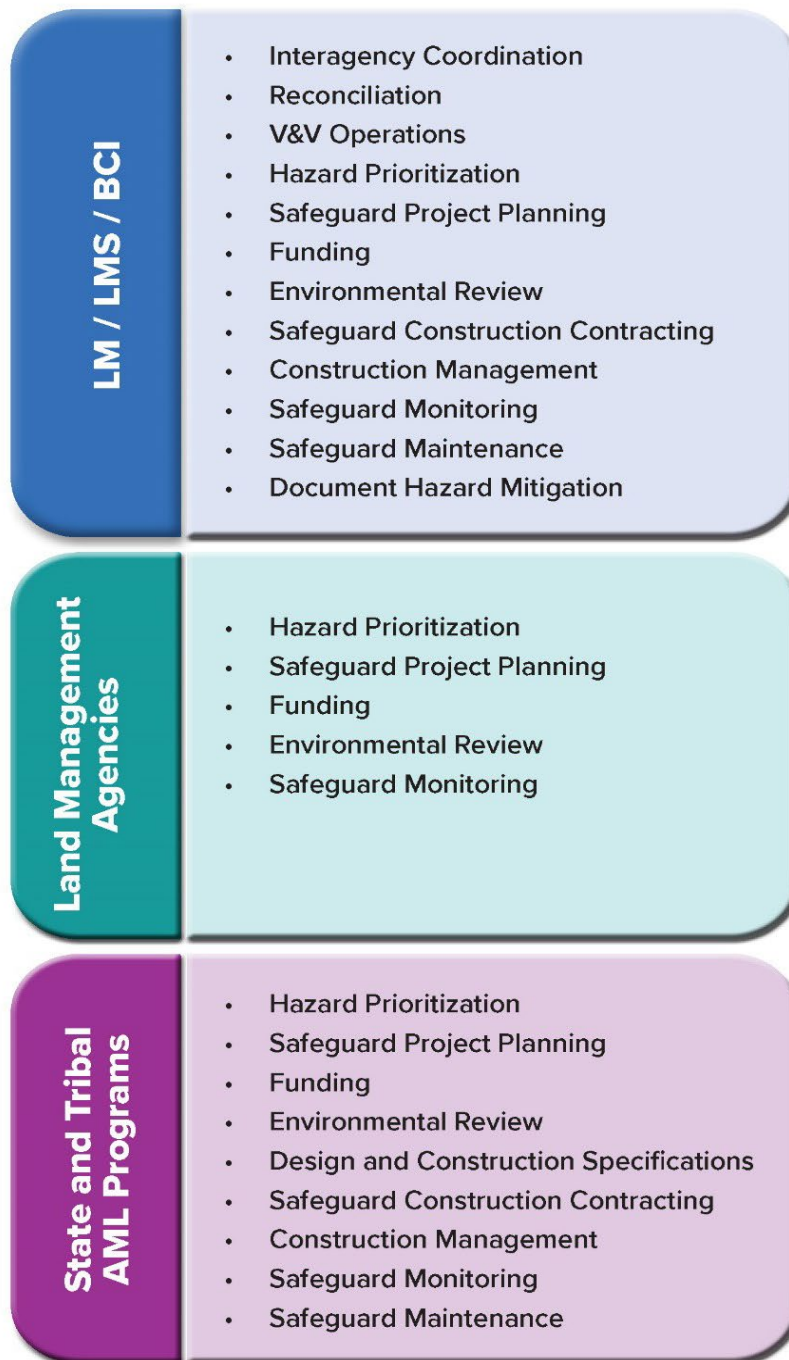 LM / LMS / BCI
• Interagency Coordination
• Reconciliation
• V&V Operations
• Hazard Prioritization
• Safeguard Project Planning
• Funding
• Environmental Review
• Safeguard Construction Contracting
• Construction Management
• Safeguard Monitoring
• Safeguard Maintenance
• Document Hazard Mitigation
Land Management
Agencies
• Hazard Prioritization
• Safeguard Project Planning
• Funding
• Environmental Review
• Safeguard Monitoring
State and Tribal
AML Programs
• Hazard Prioritization
• Safeguard Project Planning
• Funding
• Environmental Review
• Design and Construction Specifications
• Safeguard Construction Contracting
• Construction Management
• Safeguard Monitoring
• Safeguard Maintenance